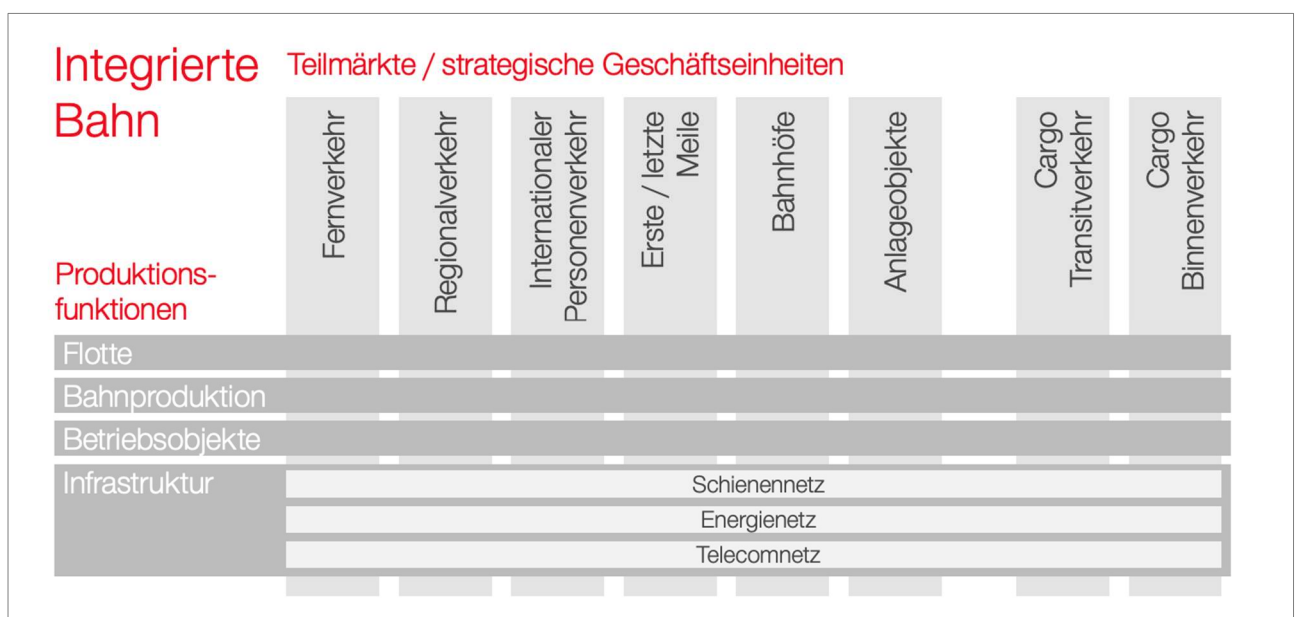 Integrierte
Bahn
Teilmärkte / strategische Geschäftseinheiten
Fernverkehr
Regionalverkehr
Internationaler
Personenverkehr
Erste / letzte
Meile
Bahnhöfe
Anlageobjekte
Cargo
Transitverkehr
Cargo
Binnenverkehr
Produktions-
funktionen
Flotte
Bahnproduktion
Betriebsobjekte
Infrastruktur
Schienennetz
Energienetz
Telecomnetz